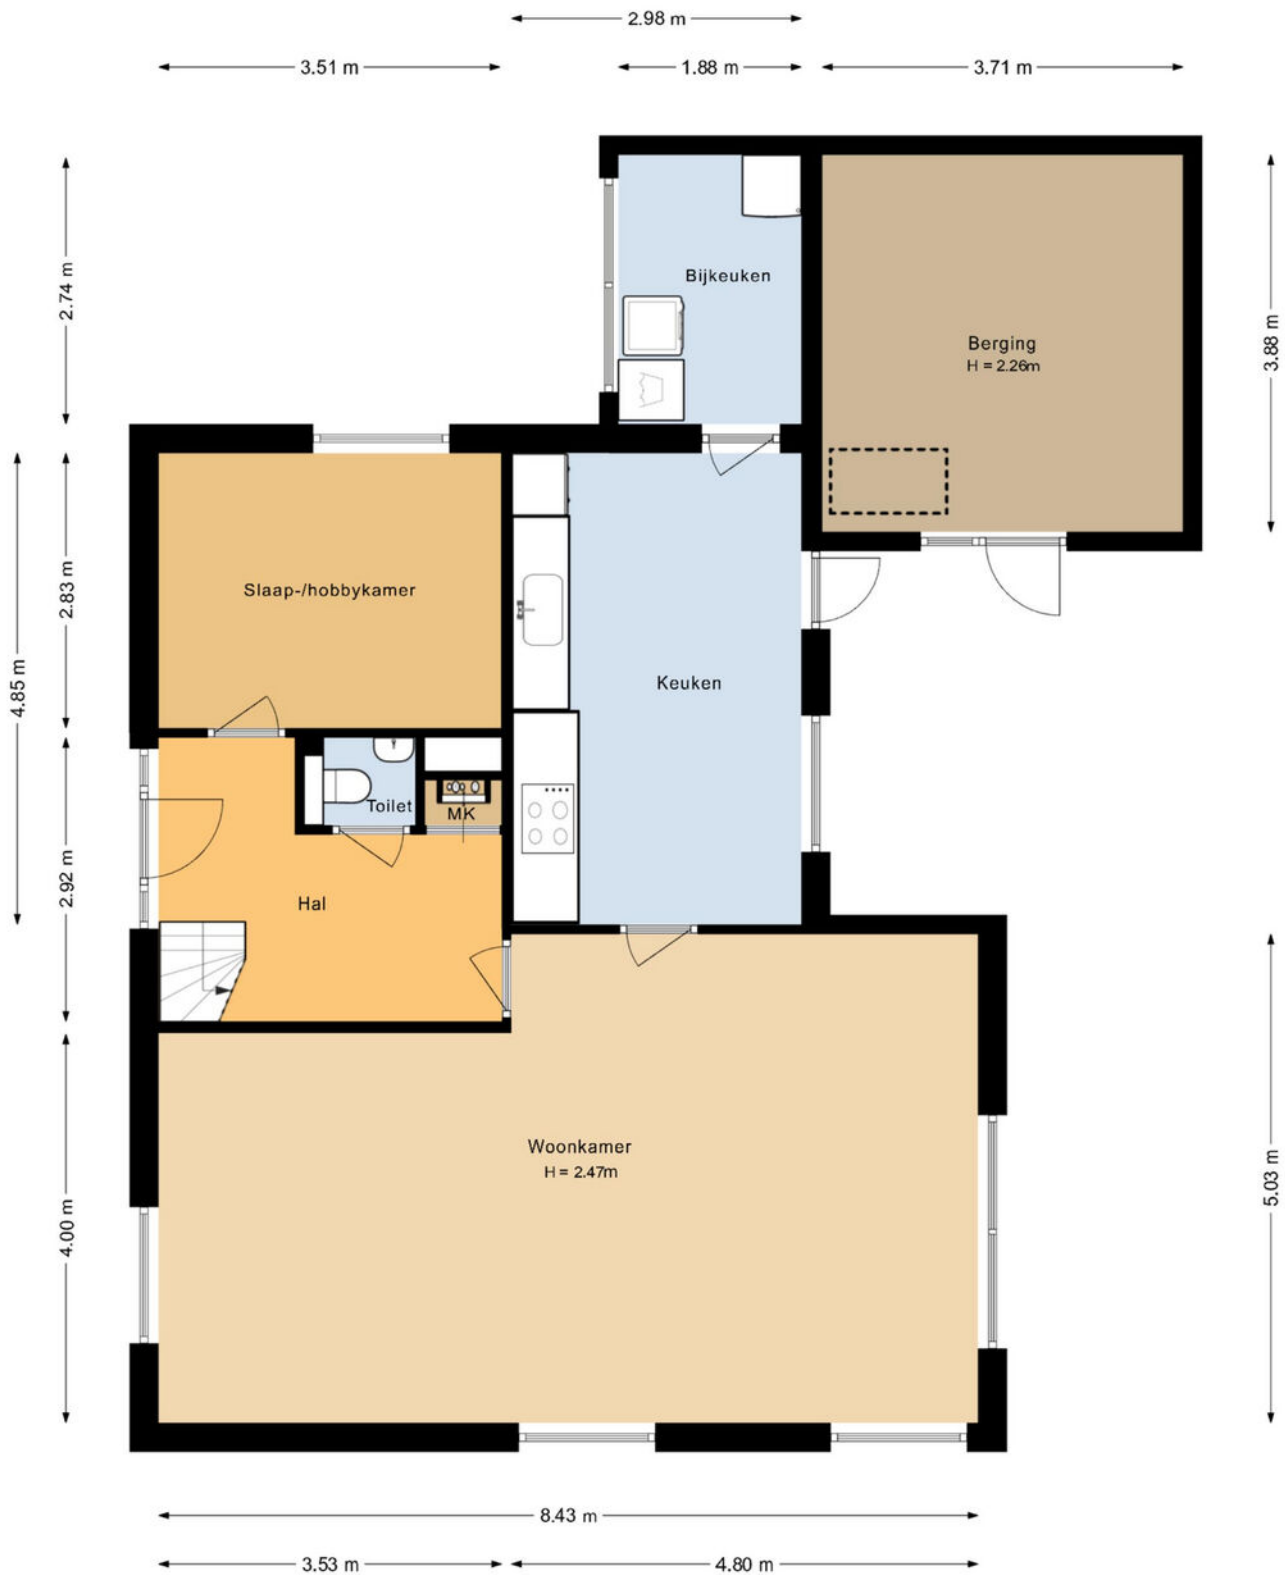 2.98 m
3.51 m
1.88 m
3.71 m
2.74 m
Bijkeuken
3.88 m
Berging
H = 2.26m
2.83 m
4.85 m
Slaap-/hobbykamer
Keuken
Toilet
MK
2.92 m
Hal
Woonkamer
H = 2.47m
4.00 m
5.03 m
8.43 m
3.53 m
4.80 m